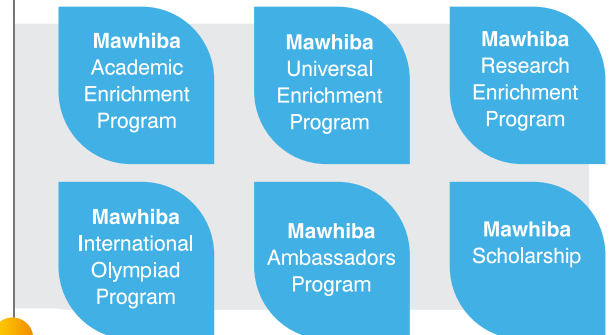 Mawhiba
Academic
Enrichment
Program
Mawhiba
Universal
Enrichment
Program
Mawhiba
Research
Enrichment
Program
Mawhiba
International
Olympiad
Program
Mawhiba
Ambassadors
Program
Mawhiba
Scholarship